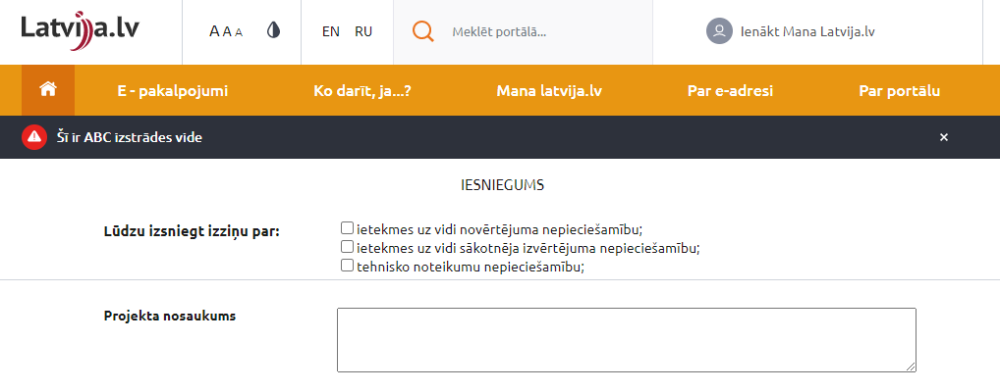 Latvija.lv
A A A
EN RU
Meklēt portālā...
Ienākt Mana Latvija.lv
E - pakalpojumi
Ko darīt, ja...?
Mana latvija.lv
Par e-adresi
Par portālu
Šī ir ABC izstrādes vide
×
IESNIEGUMS
Lūdzu izsniegt izziņu par:
ietekmes uz vidi novērtējuma nepieciešamību;
ietekmes uz vidi sākotnēja izvērtējuma nepieciešamību;
tehnisko noteikumu nepieciešamību;
Projekta nosaukums